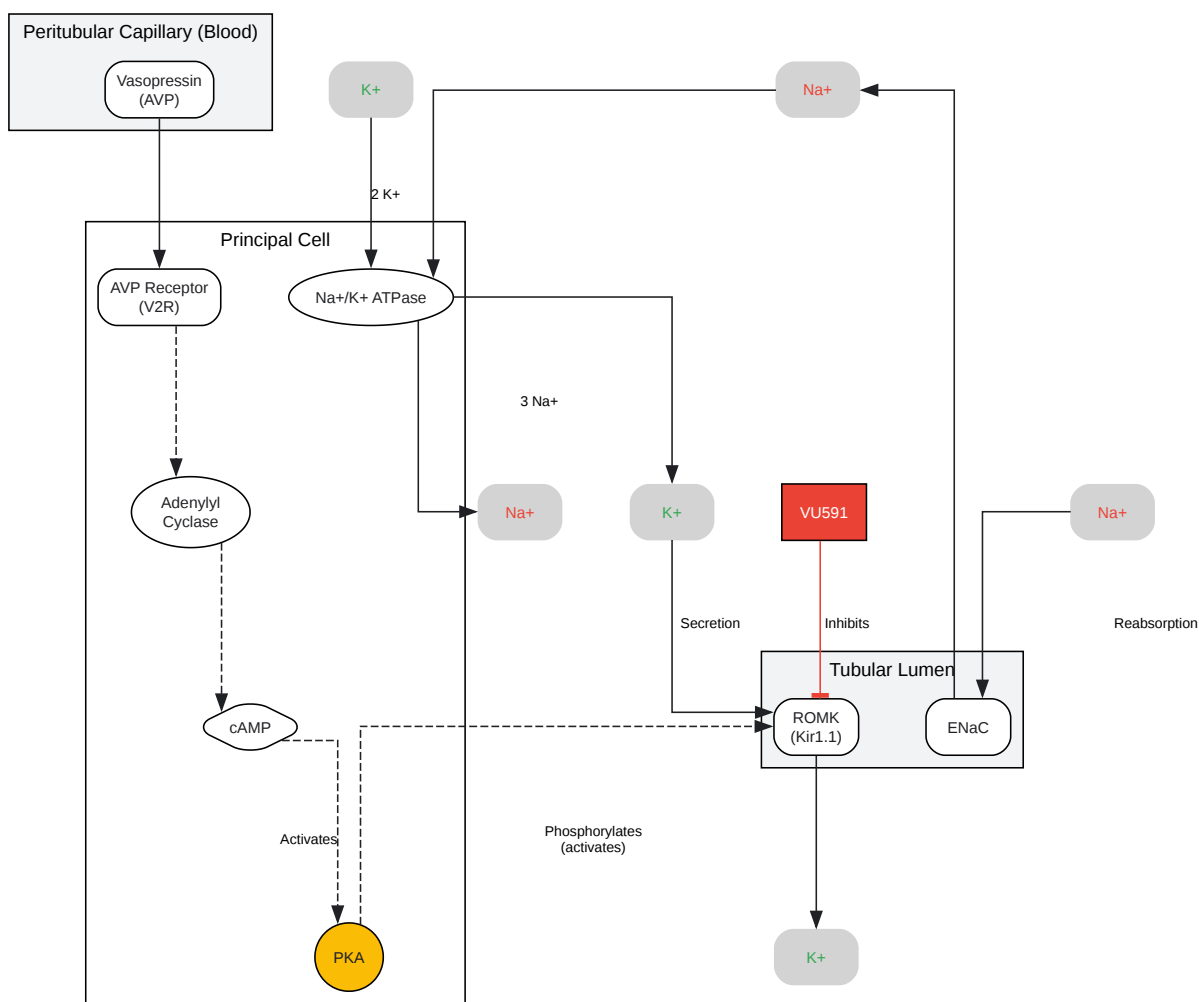 Peritubular Capillary (Blood)
Vasopressin
(AVP)
K+
Na+
2 K+
Principal Cell
AVP Receptor
(V2R)
Na+/K+ ATPase
3 Na+
Adenylyl
Cyclase
Na+
K+
VU591
Na+
Secretion
Inhibits
Reabsorption
Tubular Lumen
cAMP
ROMK
(Kir1.1)
ENaC
Activates
Phosphorylates
(activates)
PKA
K+